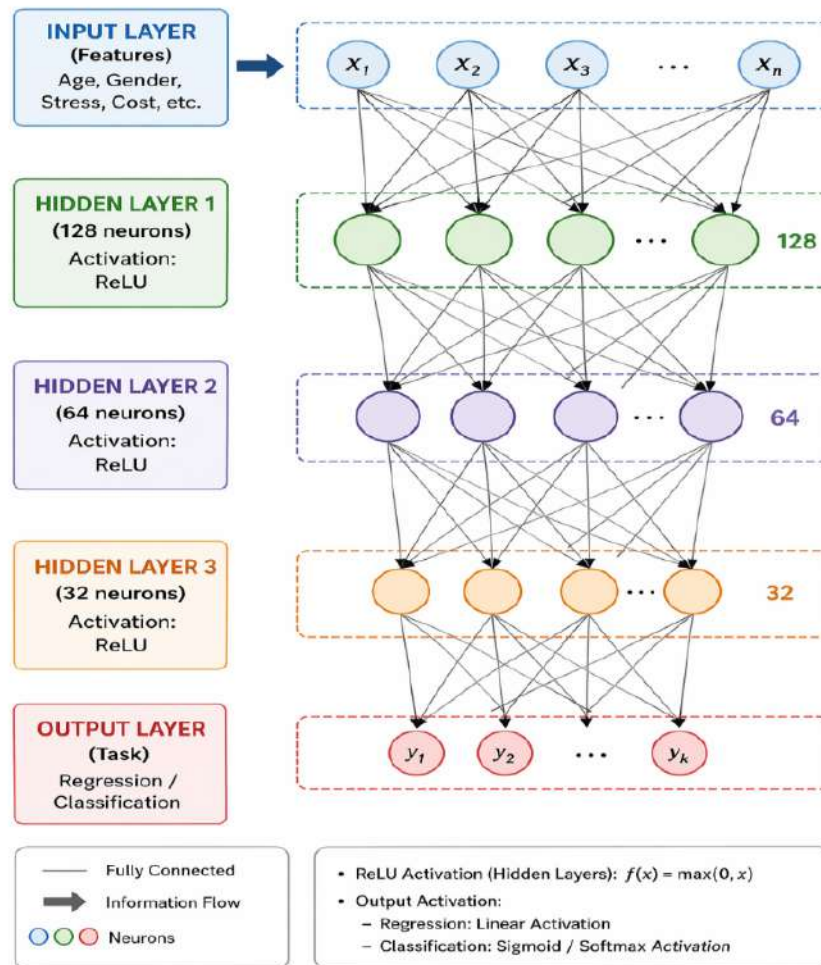 INPUT LAYER
(Features)
Age, Gender,
Stress, Cost, etc.
x1 x2 x3 ... xn
HIDDEN LAYER 1
(128 neurons)
Activation:
ReLU
... 128
HIDDEN LAYER 2
(64 neurons)
Activation:
ReLU
... 64
HIDDEN LAYER 3
(32 neurons)
Activation:
ReLU
... 32
OUTPUT LAYER
(Task)
Regression /
Classification
y1 y2 ... yk
Fully Connected
Information Flow
Neurons
• ReLU Activation (Hidden Layers): f(x) = max(0, x)
• Output Activation:
– Regression: Linear Activation
– Classification: Sigmoid / Softmax Activation